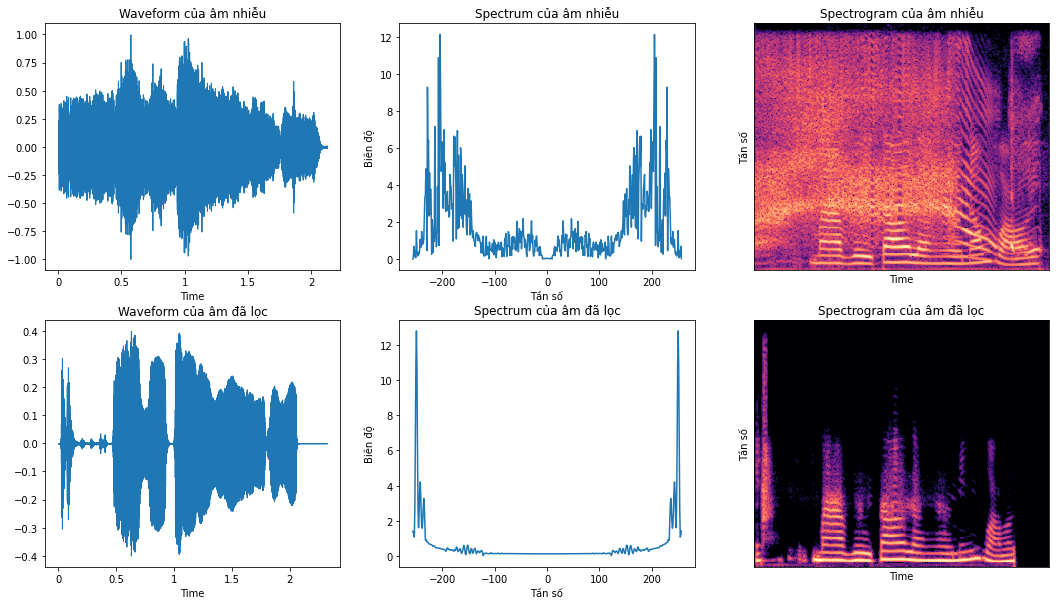 Waveform của âm nhiễu
1.00
0.75
0.50
0.25
0.00
−0.25
−0.50
−0.75
−1.00
0.0 0.5 1.0 1.5 2
Time
Spectrum của âm nhiễu
Biên độ
12
10
8
6
4
2
0
−200 −100 0 100 200
Tần số
Spectrogram của âm nhiễu
Tần số
Time
Waveform của âm đã lọc
0.4
0.3
0.2
0.1
0.0
−0.1
−0.2
−0.3
−0.4
0 0.5 1 1.5 2
Time
Spectrum của âm đã lọc
Biên độ
12
10
8
6
4
2
0
−200 −100 0 100 200
Tần số
Spectrogram của âm đã lọc
Tần số
Time